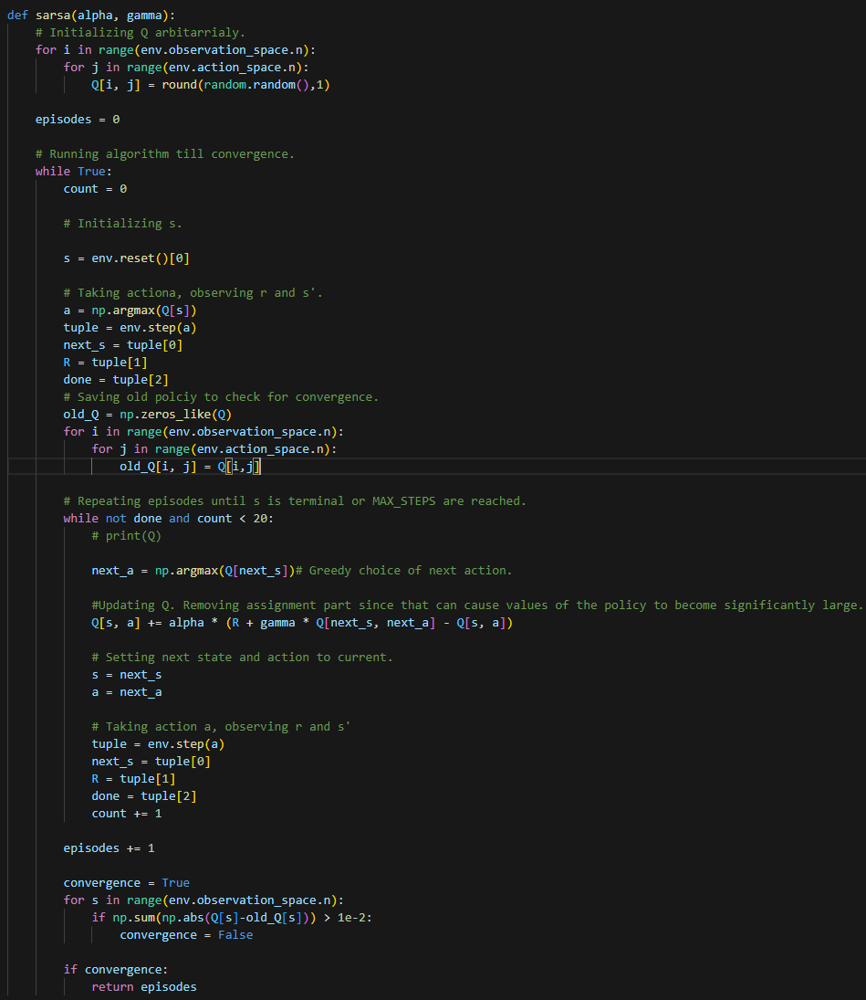 def sarsa(alpha, gamma):
    # Initializing Q arbitarrialy.
    for i in range(env.observation_space.n):
        for j in range(env.action_space.n):
            Q[i, j] = round(random.random(),1)

    episodes = 0

    # Running algorithm till convergence.
    while True:
        count = 0

        # Initializing s.

        s = env.reset()[0]

        # Taking actiona, observing r and s'.
        a = np.argmax(Q[s])
        tuple = env.step(a)
        next_s = tuple[0]
        R = tuple[1]
        done = tuple[2]
        # Saving old polciy to check for convergence.
        old_Q = np.zeros_like(Q)
        for i in range(env.observation_space.n):
            for j in range(env.action_space.n):
                old_Q[i, j] = Q[i,j]

        # Repeating episodes until s is terminal or MAX_STEPS are reached.
        while not done and count < 20:
            # print(Q)

            next_a = np.argmax(Q[next_s])# Greedy choice of next action.

            #Updating Q. Removing assignment part since that can cause values of the policy to become significantly large.
            Q[s, a] += alpha * (R + gamma * Q[next_s, next_a] - Q[s, a])

            # Setting next state and action to current.
            s = next_s
            a = next_a

            # Taking action a, observing r and s'
            tuple = env.step(a)
            next_s = tuple[0]
            R = tuple[1]
            done = tuple[2]
            count += 1

        episodes += 1

        convergence = True
        for s in range(env.observation_space.n):
            if np.sum(np.abs(Q[s]-old_Q[s])) > 1e-2:
                convergence = False

        if convergence:
            return episodes